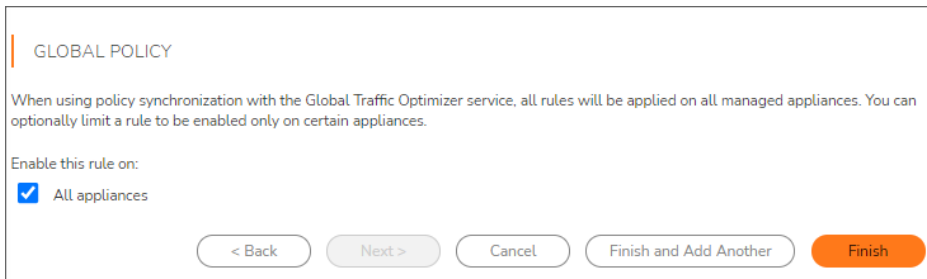 GLOBAL POLICY
When using policy synchronization with the Global Traffic Optimizer service, all rules will be applied on all managed appliances. You can
optionally limit a rule to be enabled only on certain appliances.
Enable this rule on:
All appliances
< Back Next > Cancel Finish and Add Another Finish